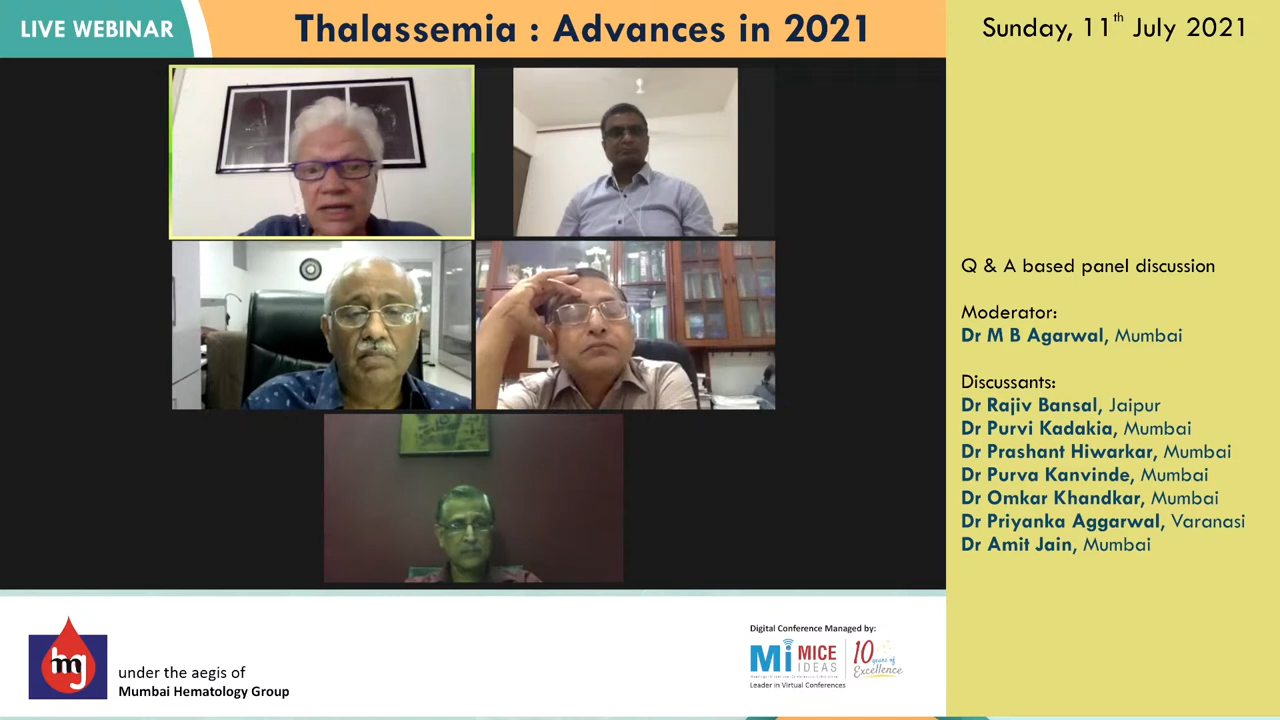 LIVE WEBINAR
Thalassemia : Advances in 2021
Sunday, 11th July 2021
Q & A based panel discussion
Moderator:
Dr M B Agarwal, Mumbai
Discussants:
Dr Rajiv Bansal, Jaipur
Dr Purvi Kadakia, Mumbai
Dr Prashant Hiwarkar, Mumbai
Dr Purva Kanvinde, Mumbai
Dr Omkar Khandkar, Mumbai
Dr Priyanka Aggarwal, Varanasi
Dr Amit Jain, Mumbai
mg
under the aegis of
Mumbai Hematology Group
Digital Conference Managed by:
Mi MICE IDEAS
10 years of Excellence
Leader in Virtual Conferences